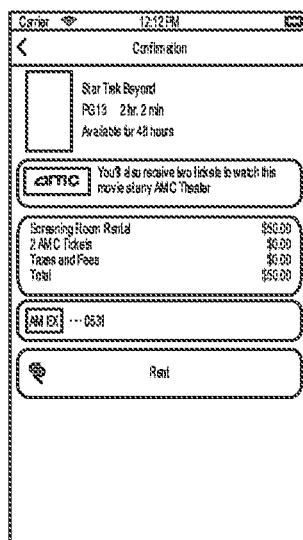 Carrier 12:12 PM
Confirmation
Star Trek Beyond
PG13 2 hr. 2 min
Available for 48 hours
amc You'll also receive two tickets to watch this
movie at any AMC Theater
Screening Room Rental $50.00
2 AMC Tickets $0.00
Taxes and Fees $0.00
Total $50.00
AM EX --- 0531
Rent